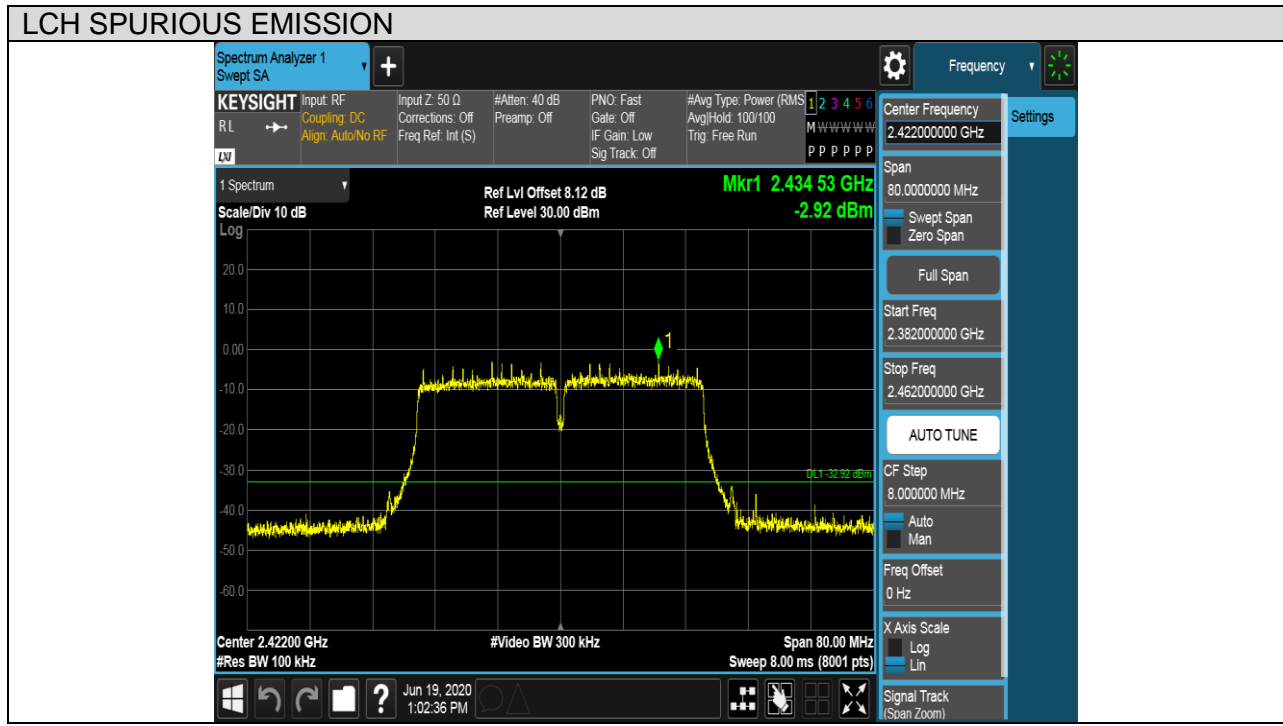 LCH SPURIOUS EMISSION
Spectrum Analyzer 1
Swept SA
Frequency
KEYSIGHT
RL
LXI
Input: RF
Coupling: DC
Align: Auto/No RF
Input Z: 50 Ω
Corrections: Off
Freq Ref: Int (S)
#Atten: 40 dB
Preamp: Off
PNO: Fast
Gate: Off
IF Gain: Low
Sig Track: Off
#Avg Type: Power (RMS
Avg|Hold: 100/100
Trig: Free Run
1 2 3 4 5 6
M W W W W W
P P P P P P
1 Spectrum
Scale/Div 10 dB
Log
Ref Lvl Offset 8.12 dB
Ref Level 30.00 dBm
Mkr1 2.434 53 GHz
-2.92 dBm
20.0
10.0
0.00
-10.0
-20.0
-30.0
-40.0
-50.0
-60.0
1
DL1 -32.92 dBm
Center 2.42200 GHz
#Video BW 300 kHz
Span 80.00 MHz
#Res BW 100 kHz
Sweep 8.00 ms (8001 pts)
Center Frequency
2.422000000 GHz
Settings
Span
80.0000000 MHz
Swept Span
Zero Span
Full Span
Start Freq
2.382000000 GHz
Stop Freq
2.462000000 GHz
AUTO TUNE
CF Step
8.000000 MHz
Auto
Man
Freq Offset
0 Hz
X Axis Scale
Log
Lin
Signal Track
(Span Zoom)
?
Jun 19, 2020
1:02:36 PM